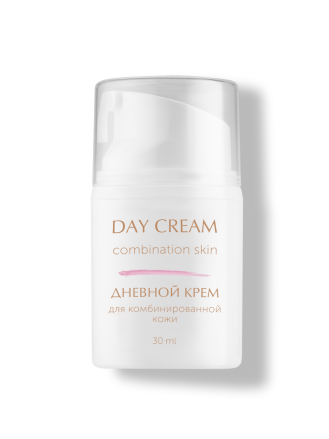 DAY CREAM
combination skin
ДНЕВНОЙ КРЕМ
для комбинированной
кожи
30 ml